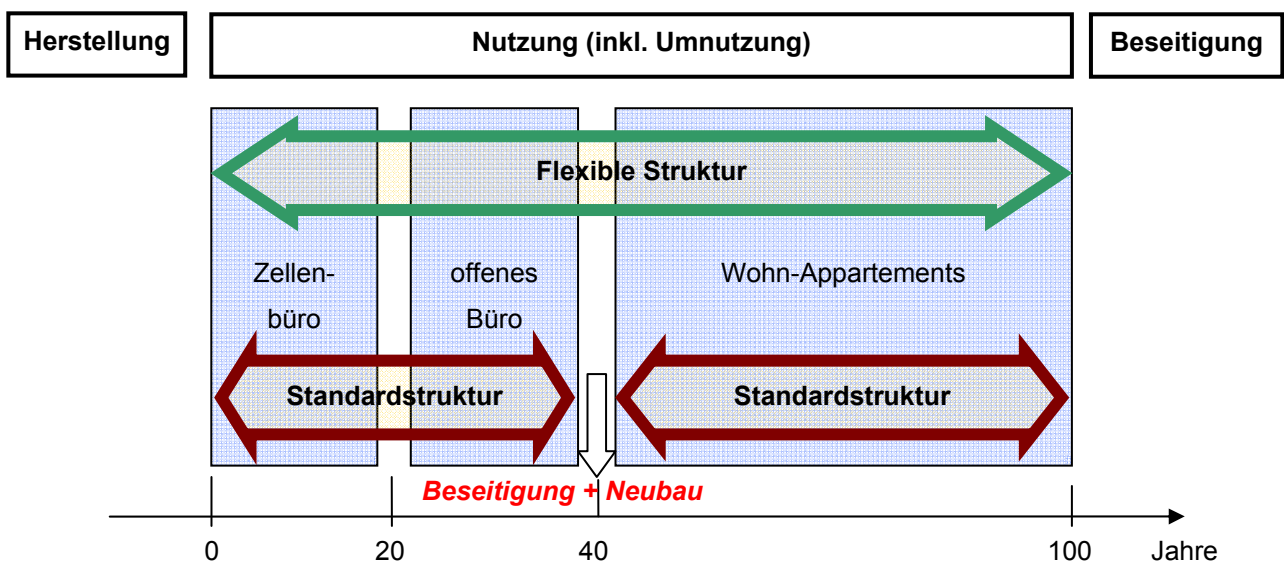 Herstellung
Nutzung (inkl. Umnutzung)
Beseitigung
Flexible Struktur
Zellen-
büro
offenes
Büro
Wohn-Appartements
Standardstruktur
Standardstruktur
Beseitigung + Neubau
0
20
40
100
Jahre